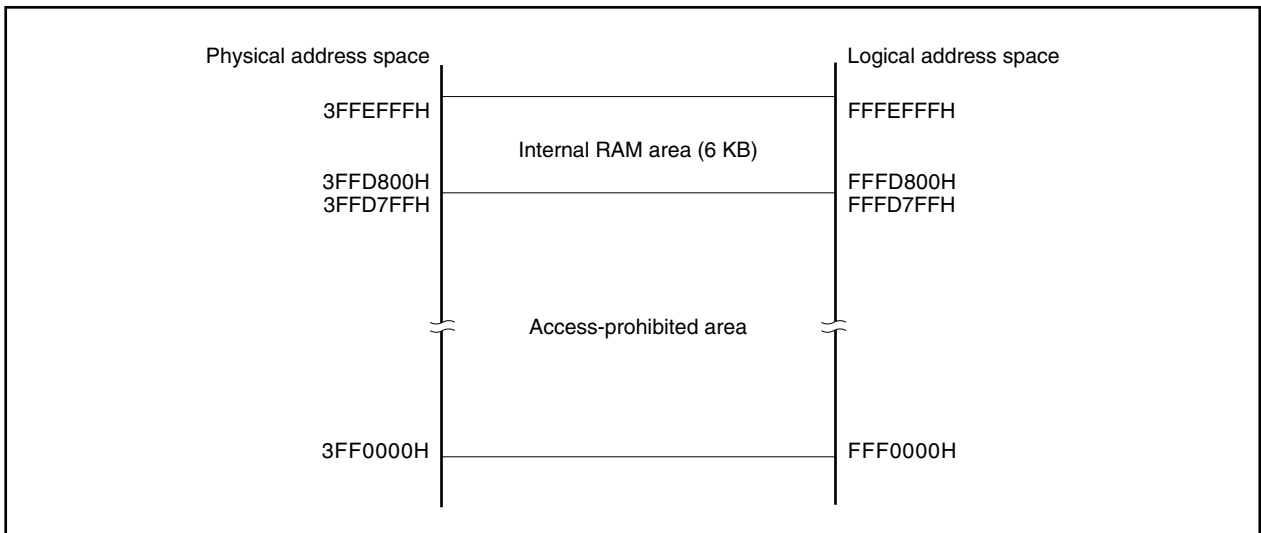 Physical address space
Logical address space
3FFEFFFH
FFFEFFFH
Internal RAM area (6 KB)
3FFD800H
FFFD800H
3FFD7FFH
FFFD7FFH
Access-prohibited area
3FF0000H
FFF0000H